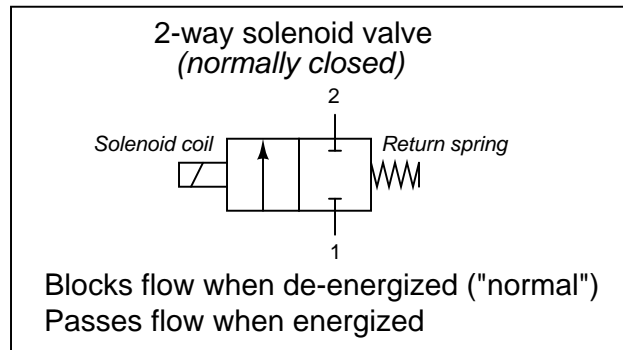 2-way solenoid valve
(normally closed)
2
Solenoid coil
Return spring
1
Blocks flow when de-energized ("normal")
Passes flow when energized